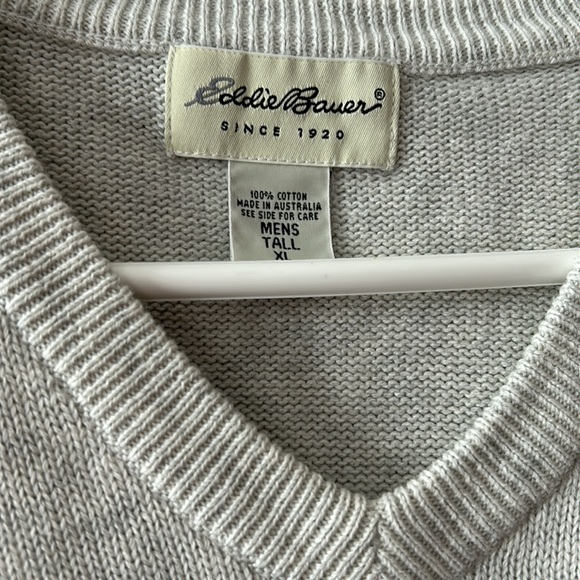 Eddie Bauer®
SINCE 1920
100% COTTON
MADE IN AUSTRALIA
SEE SIDE FOR CARE
MENS
TALL
XL